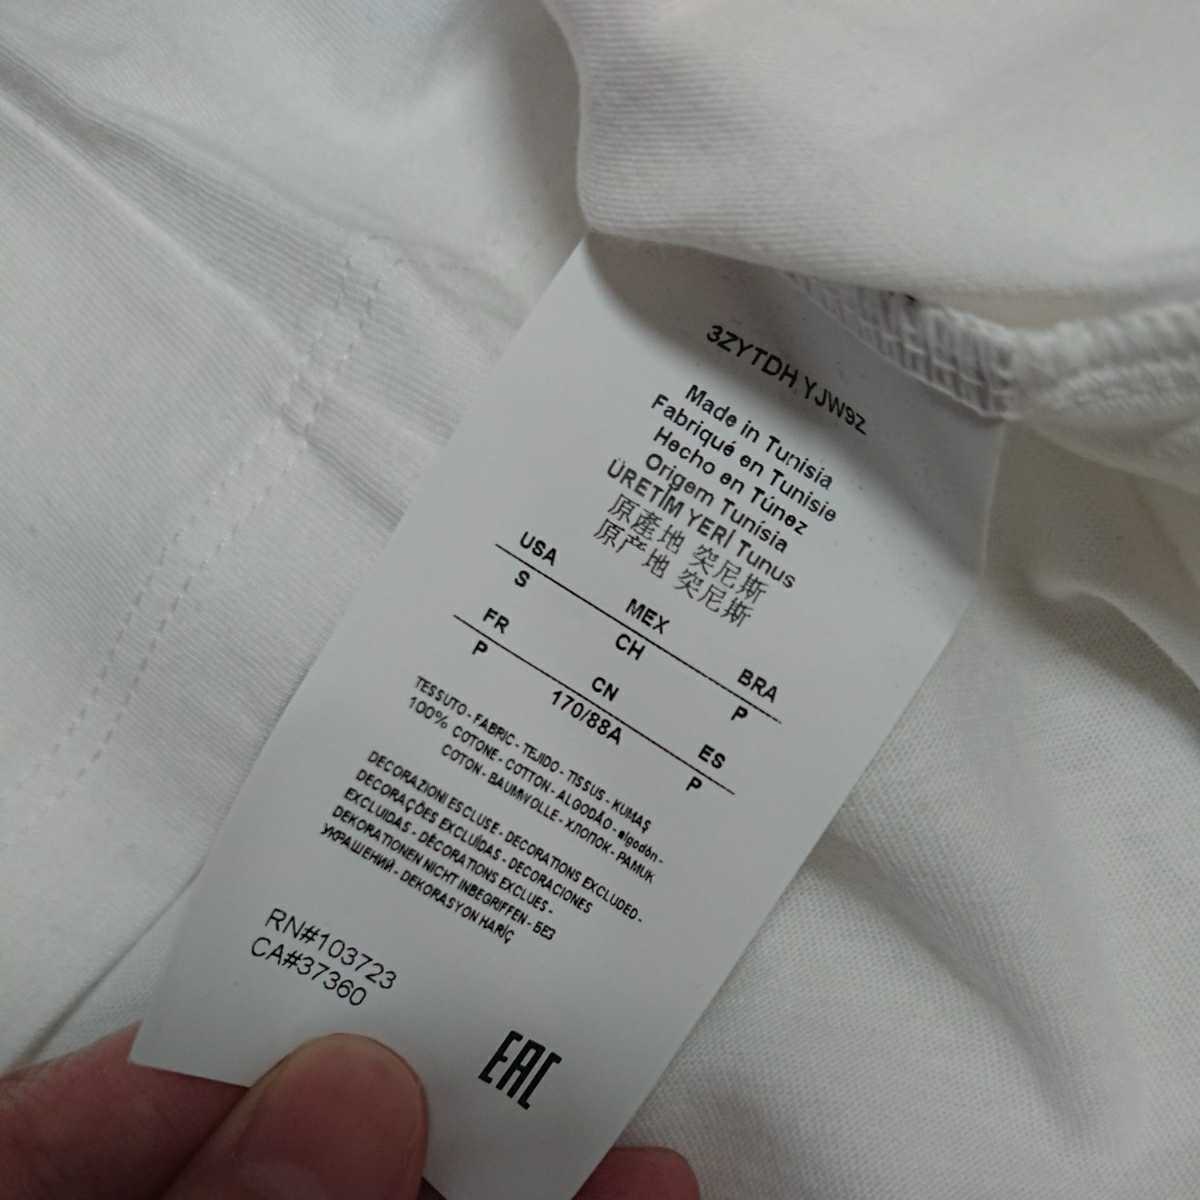 3ZYTDH YJW9Z
Made in Tunisia
Fabriqué en Tunisie
Hecho en Túnez
Origem Tunísia
ÜRETİM YERİ Tunus
原產地 突尼斯
原产地 突尼斯
USA MEX BRA
S CH P
FR CN ES
P 170/88A P
TESSUTO - FABRIC - TEJIDO - TISSUS - KUMAŞ
100% COTONE - COTTON - ALGODÃO - algodón -
COTON - BAUMWOLLE - ХЛОПОК - PAMUK
DECORAZIONI ESCLUSE - DECORATIONS EXCLUDED -
DECORAÇÕES EXCLUÍDAS - DECORACIONES
EXCLUIDAS - DÉCORATIONS EXCLUES -
DEKORATIONEN NICHT INBEGRIFFEN - БЕЗ
УКРАШЕНИЙ - DEKORASYON HARİÇ
RN#103723
CA#37360
EAC